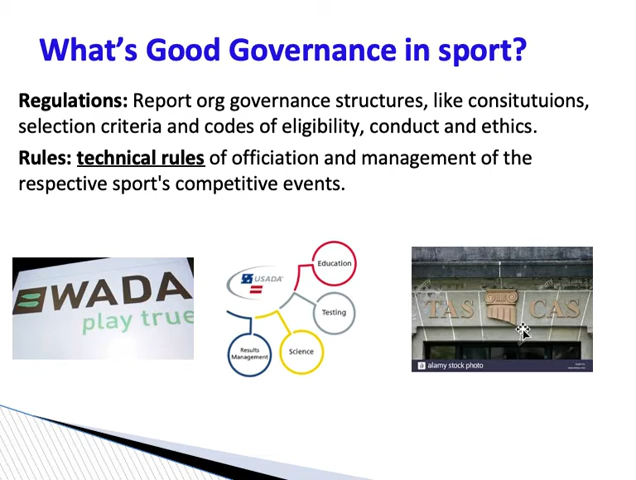 What's Good Governance in sport?
Regulations: Report org governance structures, like consitutuions,
selection criteria and codes of eligibility, conduct and ethics.
Rules: technical rules of officiation and management of the
respective sport's competitive events.
WADA
play true
USADA
Education
Testing
Science
Results
Management
TAS CAS
a alamy stock photo